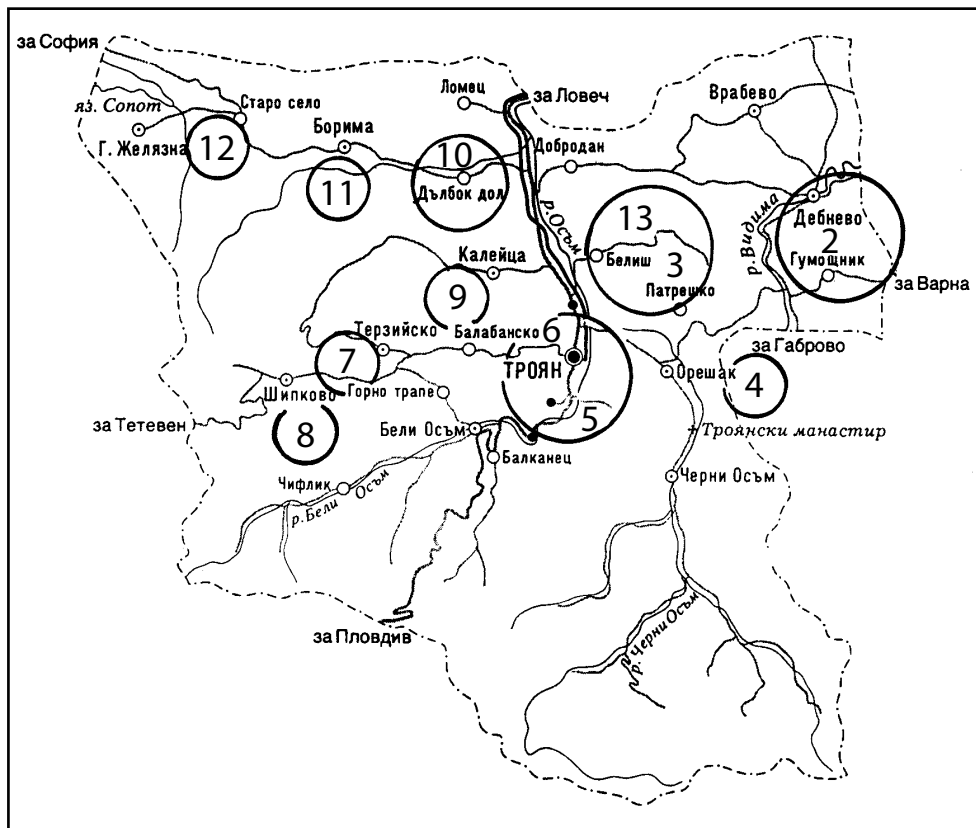 за София
Ломец
за Ловеч
Врабево
яз. Сопот
Старо село
Борима
Г. Желязна
12
10
Добродан
11
Дълбок дол
13
р. Осъм
р. Видима
Дебнево
2
Калейца
Белиш
3
Гумощник
за Варна
Патрешко
9
6
Терзийско
Балабанско
за Габрово
7
ТРОЯН
Орешак
4
Шипково
Горно трапе
5
за Тетевен
8
Бели Осъм
Троянски манастир
Балканец
Чифлик
Черни Осъм
р. Бели Осъм
за Пловдив
р. Черни Осъм